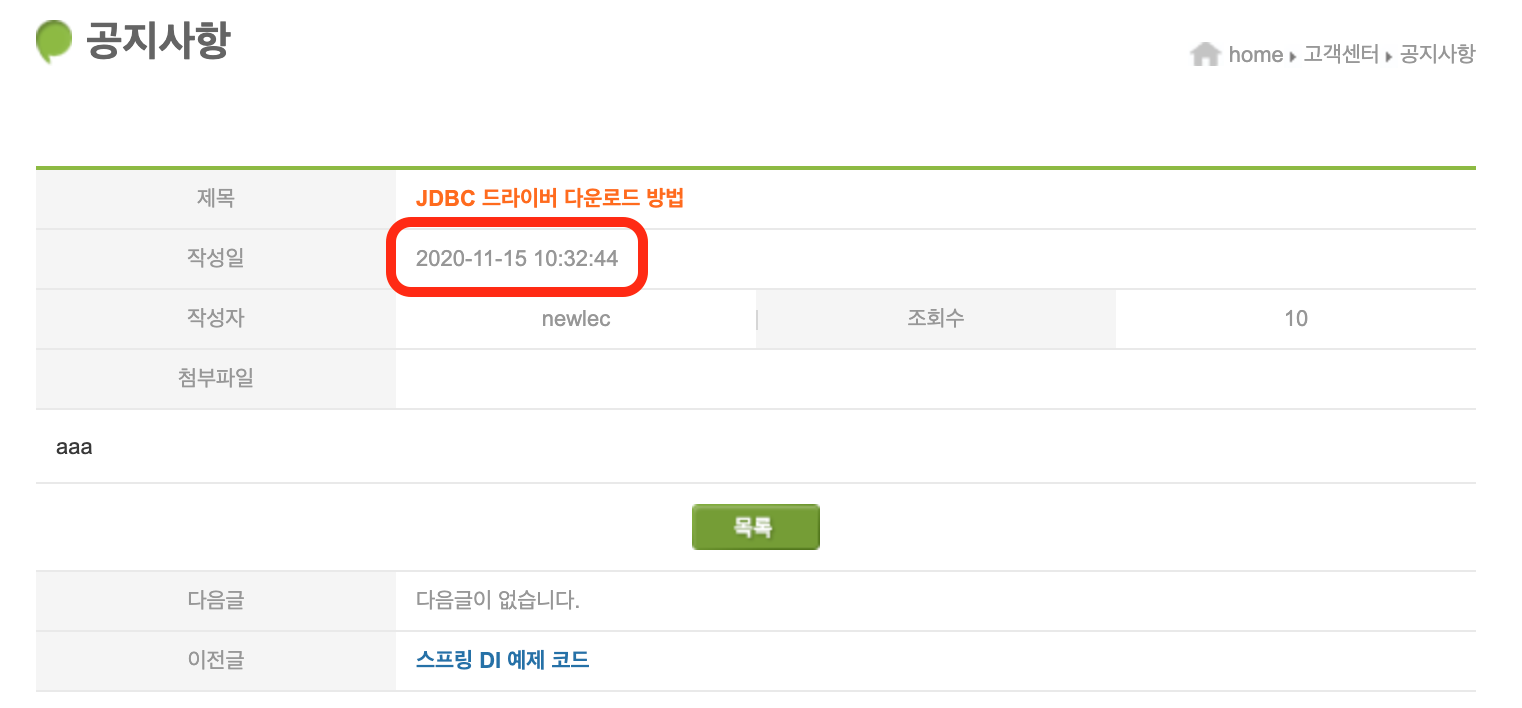 공지사항
home 고객센터 공지사항
제목 JDBC 드라이버 다운로드 방법
작성일 2020-11-15 10:32:44
작성자 newlec 조회수 10
첨부파일
aaa
목록
다음글 다음글이 없습니다.
이전글 스프링 DI 예제 코드